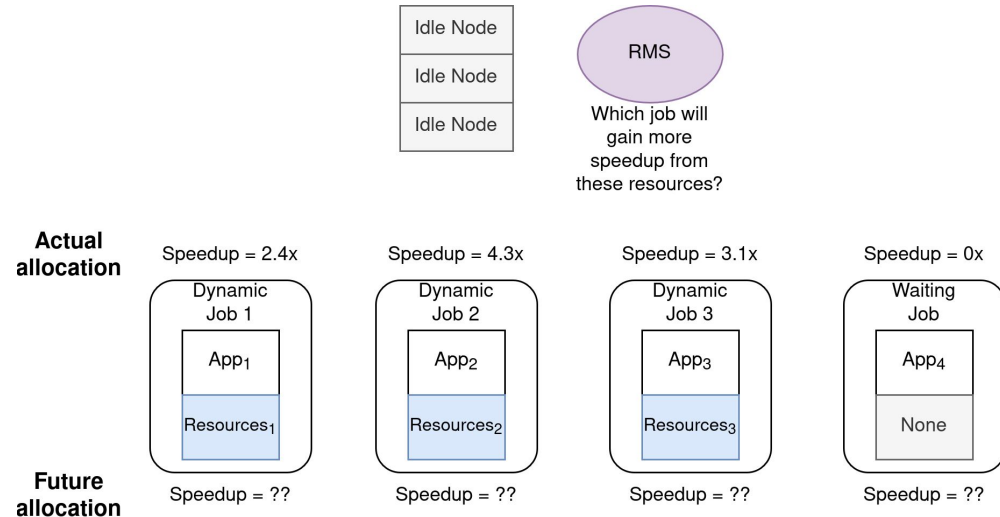 Idle Node
Idle Node
Idle Node
RMS
Which job will
gain more
speedup from
these resources?
Actual
allocation
Speedup = 2.4x
Speedup = 4.3x
Speedup = 3.1x
Speedup = 0x
Dynamic
Job 1
App1
Resources1
Dynamic
Job 2
App2
Resources2
Dynamic
Job 3
App3
Resources3
Waiting
Job
App4
None
Future
allocation
Speedup = ??
Speedup = ??
Speedup = ??
Speedup = ??